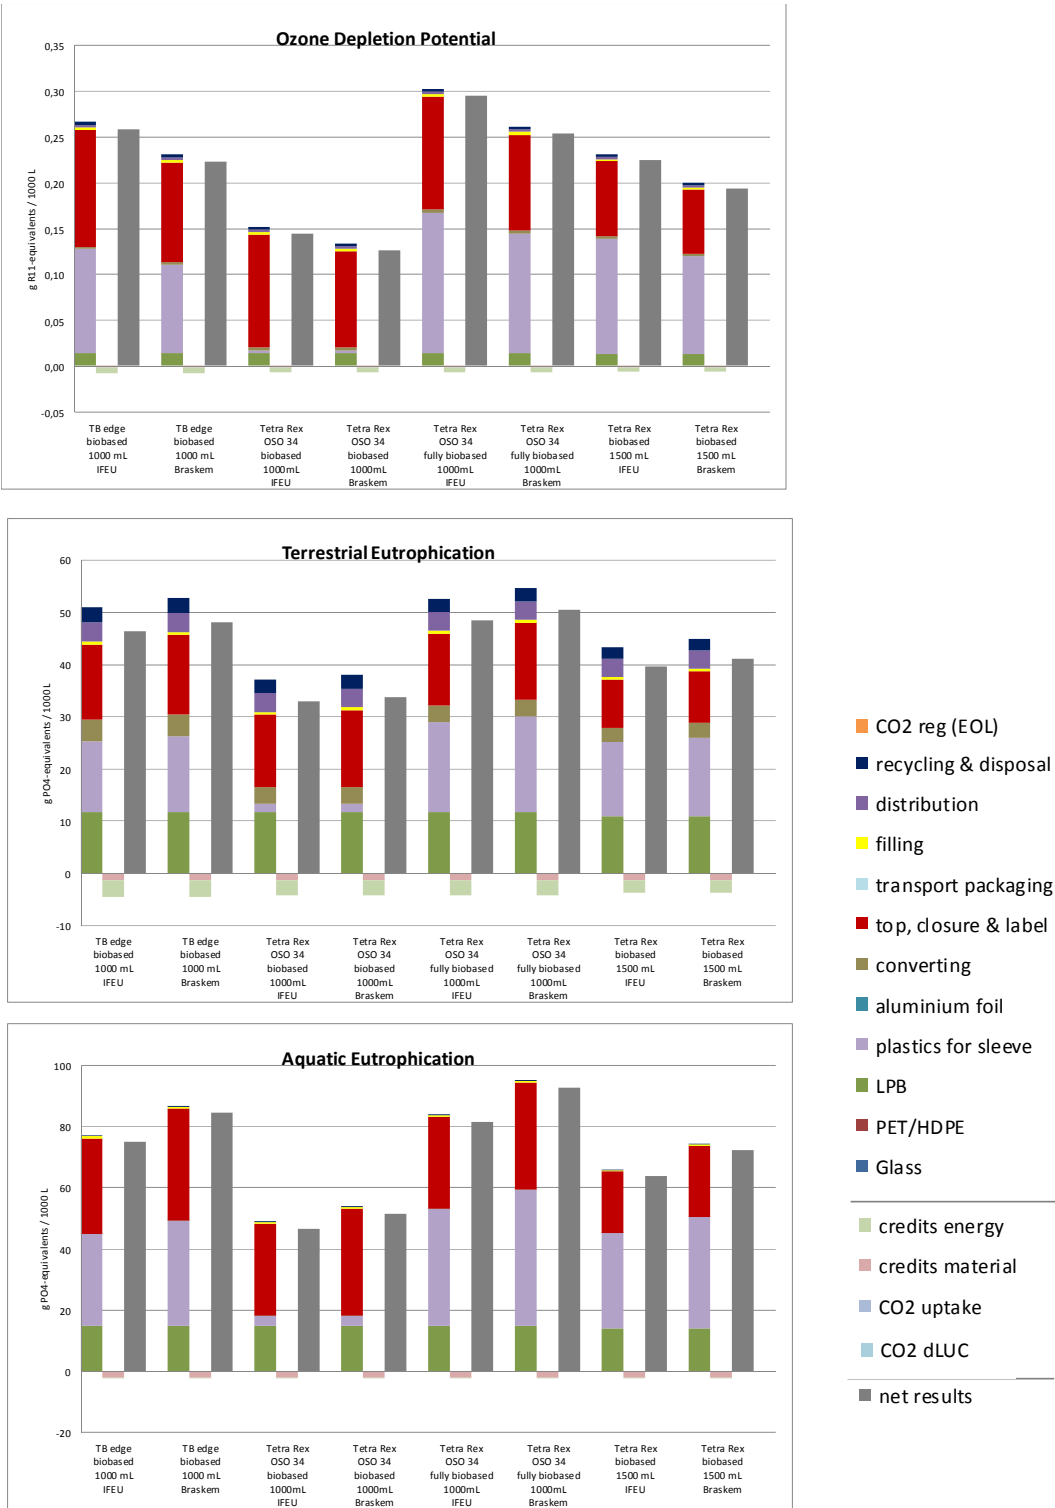 Ozone Depletion Potential
0,35
0,30
0,25
0,20
0,15
0,10
0,05
0,00
-0,05
g R11-equivalents / 1000 L
TB edge
biobased
1000 mL
IFEU
TB edge
biobased
1000 mL
Braskem
Tetra Rex
OSO 34
biobased
1000mL
IFEU
Tetra Rex
OSO 34
biobased
1000mL
Braskem
Tetra Rex
OSO 34
fully biobased
1000mL
IFEU
Tetra Rex
OSO 34
fully biobased
1000mL
Braskem
Tetra Rex
biobased
1500 mL
IFEU
Tetra Rex
biobased
1500 mL
Braskem
Terrestrial Eutrophication
60
50
40
30
20
10
0
-10
g PO4-equivalents / 1000 L
TB edge
biobased
1000 mL
IFEU
TB edge
biobased
1000 mL
Braskem
Tetra Rex
OSO 34
biobased
1000mL
IFEU
Tetra Rex
OSO 34
biobased
1000mL
Braskem
Tetra Rex
OSO 34
fully biobased
1000mL
IFEU
Tetra Rex
OSO 34
fully biobased
1000mL
Braskem
Tetra Rex
biobased
1500 mL
IFEU
Tetra Rex
biobased
1500 mL
Braskem
Aquatic Eutrophication
100
80
60
40
20
0
-20
g PO4-equivalents / 1000 L
TB edge
biobased
1000 mL
IFEU
TB edge
biobased
1000 mL
Braskem
Tetra Rex
OSO 34
biobased
1000mL
IFEU
Tetra Rex
OSO 34
biobased
1000mL
Braskem
Tetra Rex
OSO 34
fully biobased
1000mL
IFEU
Tetra Rex
OSO 34
fully biobased
1000mL
Braskem
Tetra Rex
biobased
1500 mL
IFEU
Tetra Rex
biobased
1500 mL
Braskem
CO2 reg (EOL)
recycling & disposal
distribution
filling
transport packaging
top, closure & label
converting
aluminium foil
plastics for sleeve
LPB
PET/HDPE
Glass
credits energy
credits material
CO2 uptake
CO2 dLUC
net results